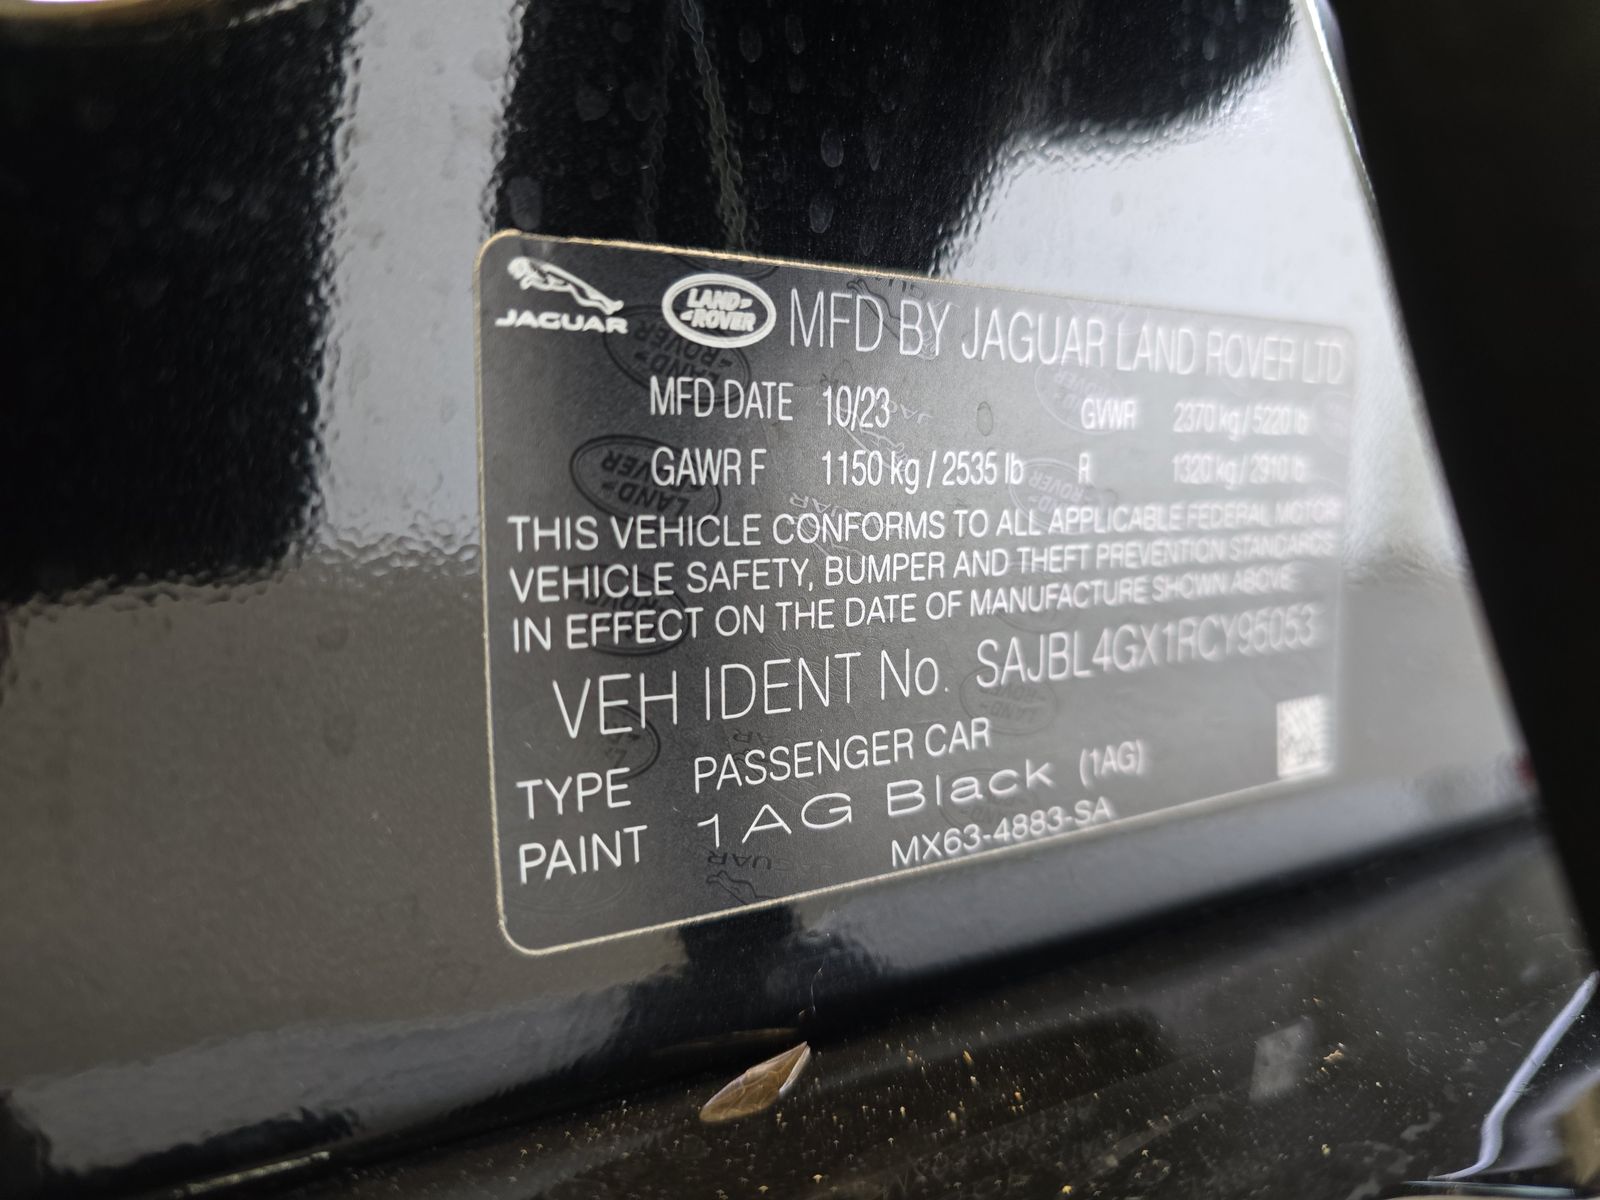 JAGUAR LAND ROVER MFD BY JAGUAR LAND ROVER LTD
MFD DATE 10/23 GVWR 2370 kg / 5220 lb
GAWR F 1150 kg / 2535 lb R 1320 kg / 2910 lb
THIS VEHICLE CONFORMS TO ALL APPLICABLE FEDERAL MOTOR
VEHICLE SAFETY, BUMPER AND THEFT PREVENTION STANDARDS
IN EFFECT ON THE DATE OF MANUFACTURE SHOWN ABOVE
VEH IDENT No. SAJBL4GX1RCY95053
TYPE PASSENGER CAR
PAINT 1AG Black (1AG)
MX63-4883-SA